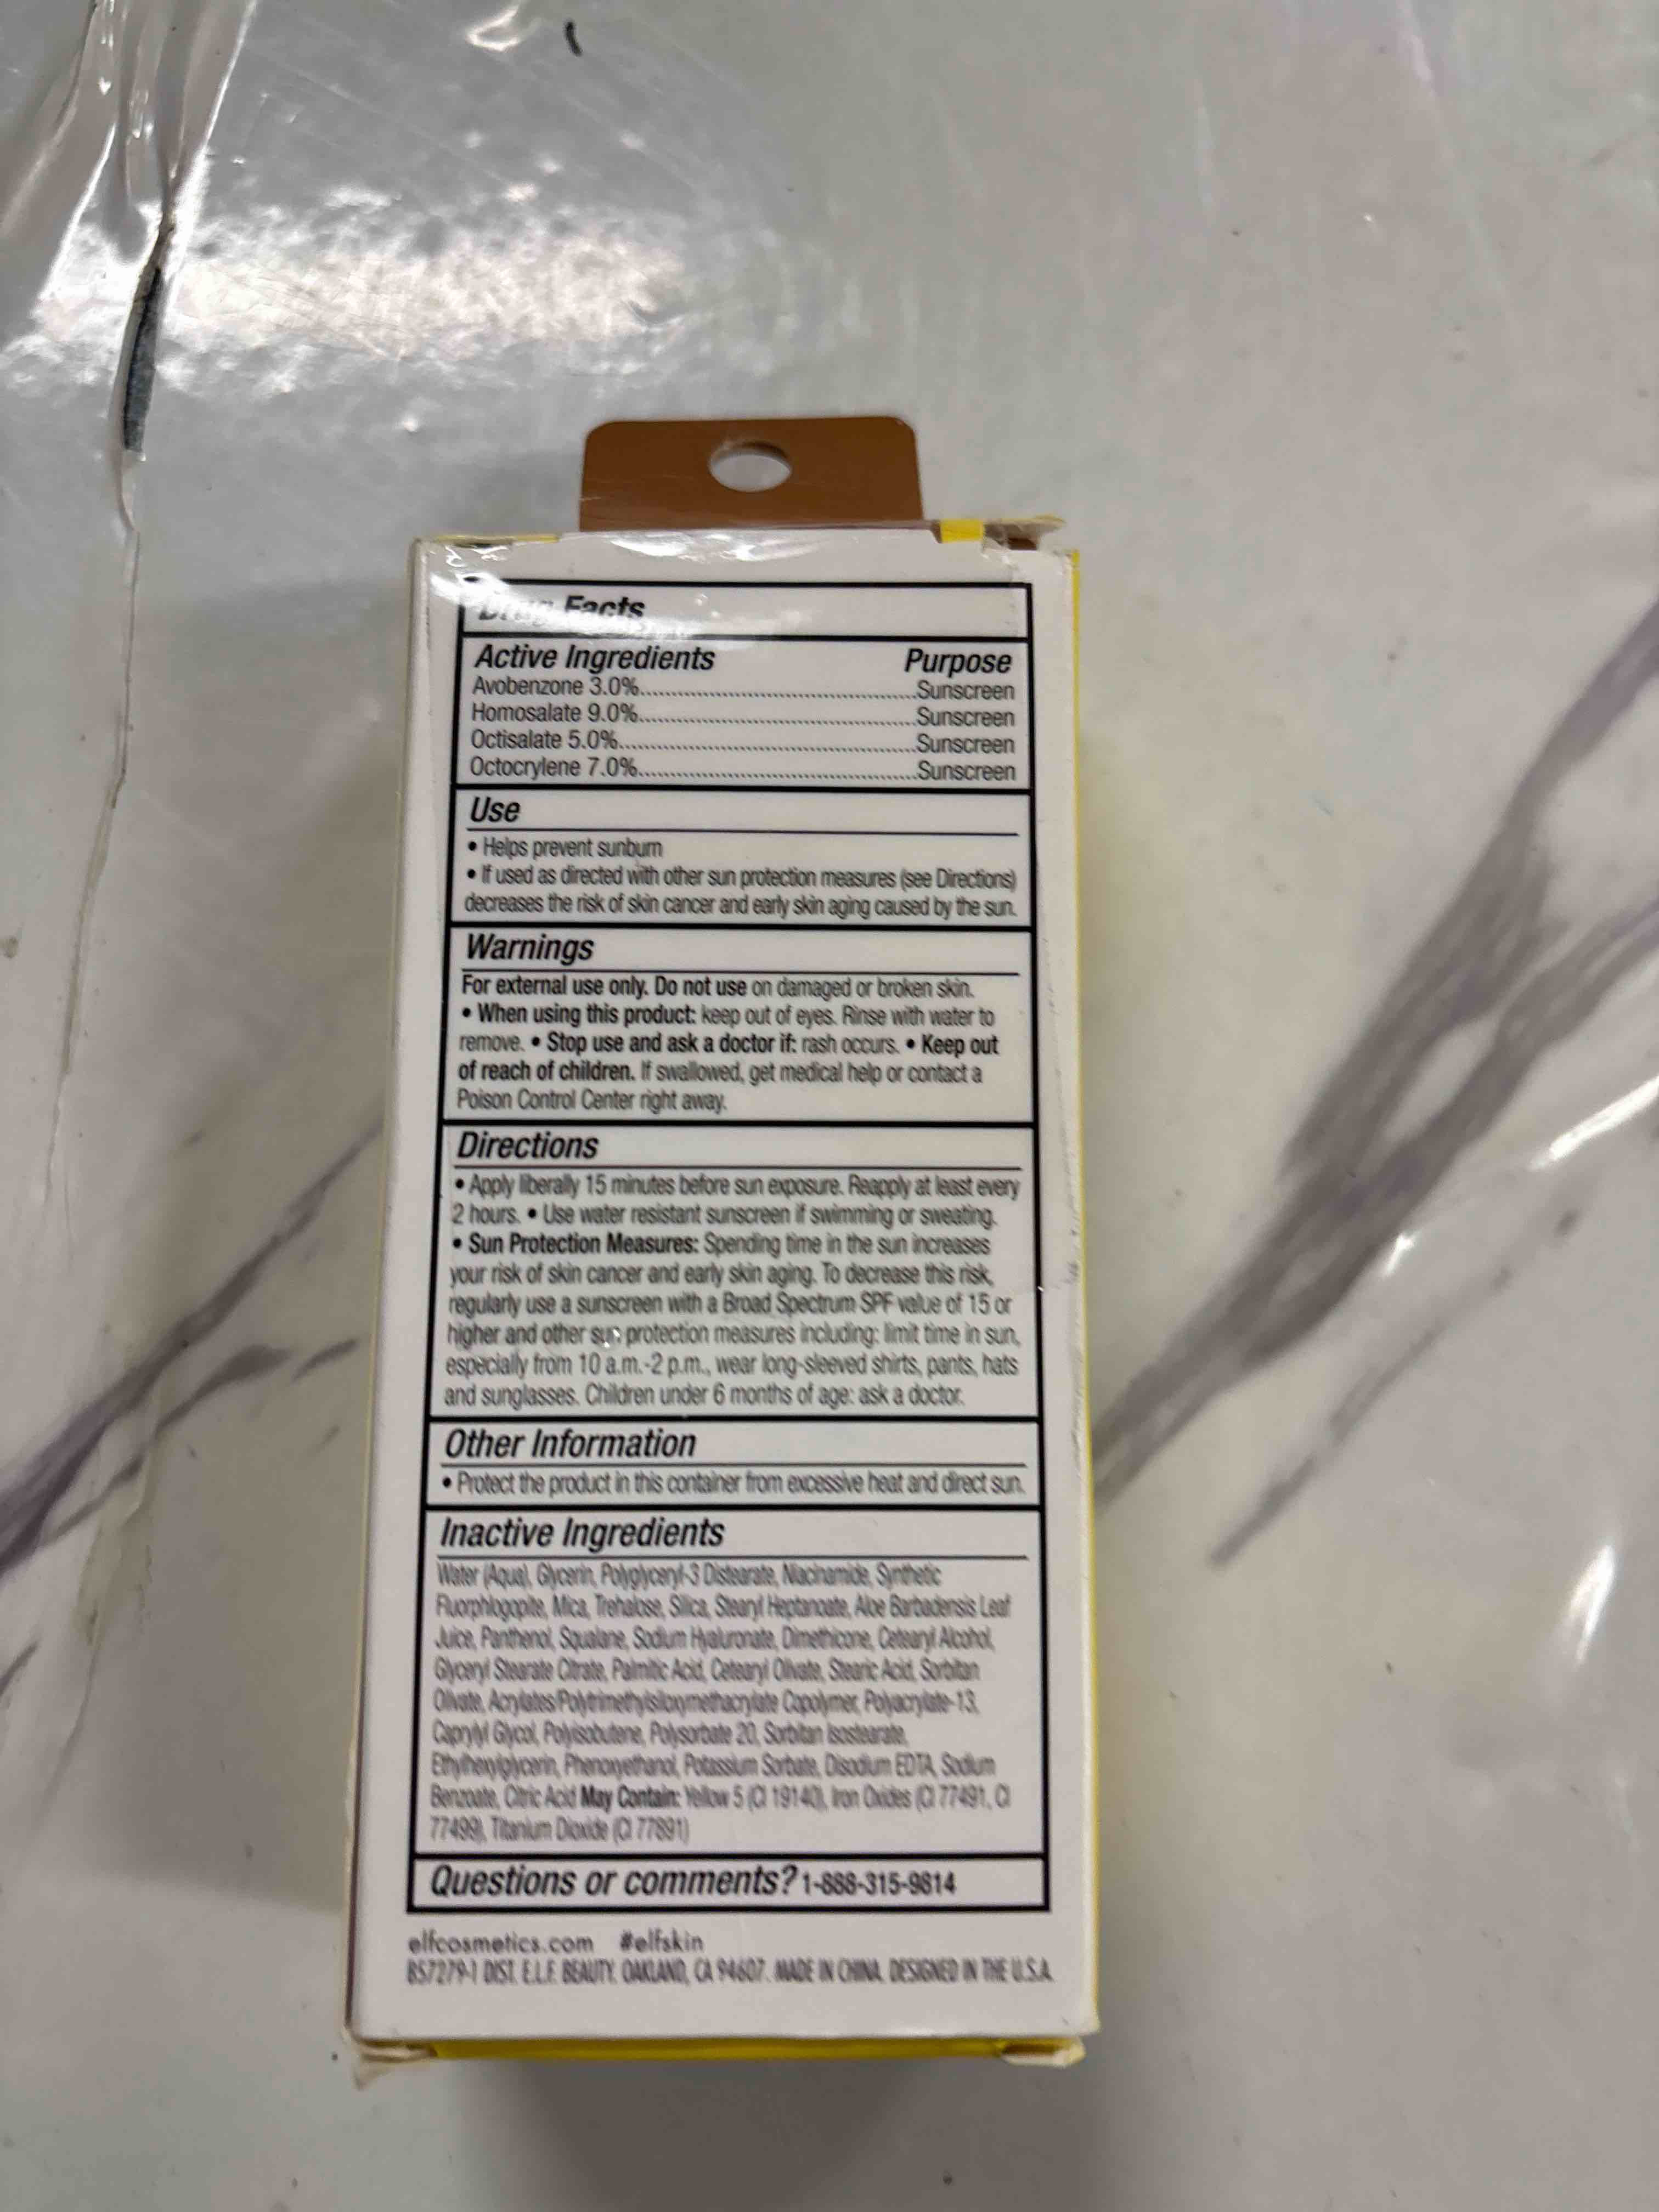 Drug Facts
Active Ingredients Purpose
Avobenzone 3.0%......................................................Sunscreen
Homosalate 9.0%......................................................Sunscreen
Octisalate 5.0%......................................................Sunscreen
Octocrylene 7.0%......................................................Sunscreen
Use
• Helps prevent sunburn
• If used as directed with other sun protection measures (see Directions)
decreases the risk of skin cancer and early skin aging caused by the sun.
Warnings
For external use only. Do not use on damaged or broken skin.
• When using this product: keep out of eyes. Rinse with water to
remove. • Stop use and ask a doctor if: rash occurs. • Keep out
of reach of children. If swallowed, get medical help or contact a
Poison Control Center right away.
Directions
• Apply liberally 15 minutes before sun exposure. Reapply at least every
2 hours. • Use water resistant sunscreen if swimming or sweating.
• Sun Protection Measures: Spending time in the sun increases
your risk of skin cancer and early skin aging. To decrease this risk,
regularly use a sunscreen with a Broad Spectrum SPF value of 15 or
higher and other sun protection measures including: limit time in sun,
especially from 10 a.m.-2 p.m., wear long-sleeved shirts, pants, hats
and sunglasses. Children under 6 months of age: ask a doctor.
Other Information
• Protect the product in this container from excessive heat and direct sun.
Inactive Ingredients
Water (Aqua), Glycerin, Polyglyceryl-3 Distearate, Niacinamide, Synthetic
Fluorphlogopite, Mica, Trehalose, Silica, Stearyl Heptanoate, Aloe Barbadensis Leaf
Juice, Panthenol, Squalane, Sodium Hyaluronate, Dimethicone, Cetearyl Alcohol,
Glyceryl Stearate Citrate, Palmitic Acid, Cetearyl Olivate, Stearic Acid, Sorbitan
Olivate, Acrylates/Polytrimethylsiloxymethacrylate Copolymer, Polyacrylate-13,
Caprylyl Glycol, Polyisobutene, Polysorbate 20, Sorbitan Isostearate,
Ethylhexylglycerin, Phenoxyethanol, Potassium Sorbate, Disodium EDTA, Sodium
Benzoate, Citric Acid May Contain: Yellow 5 (CI 19140), Iron Oxides (CI 77491, CI
77499), Titanium Dioxide (CI 77891)
Questions or comments? 1-888-315-9814
elfcosmetics.com #elfskin
B57279-1 DIST. E.L.F. BEAUTY. OAKLAND, CA 94607. MADE IN CHINA. DESIGNED IN THE U.S.A.